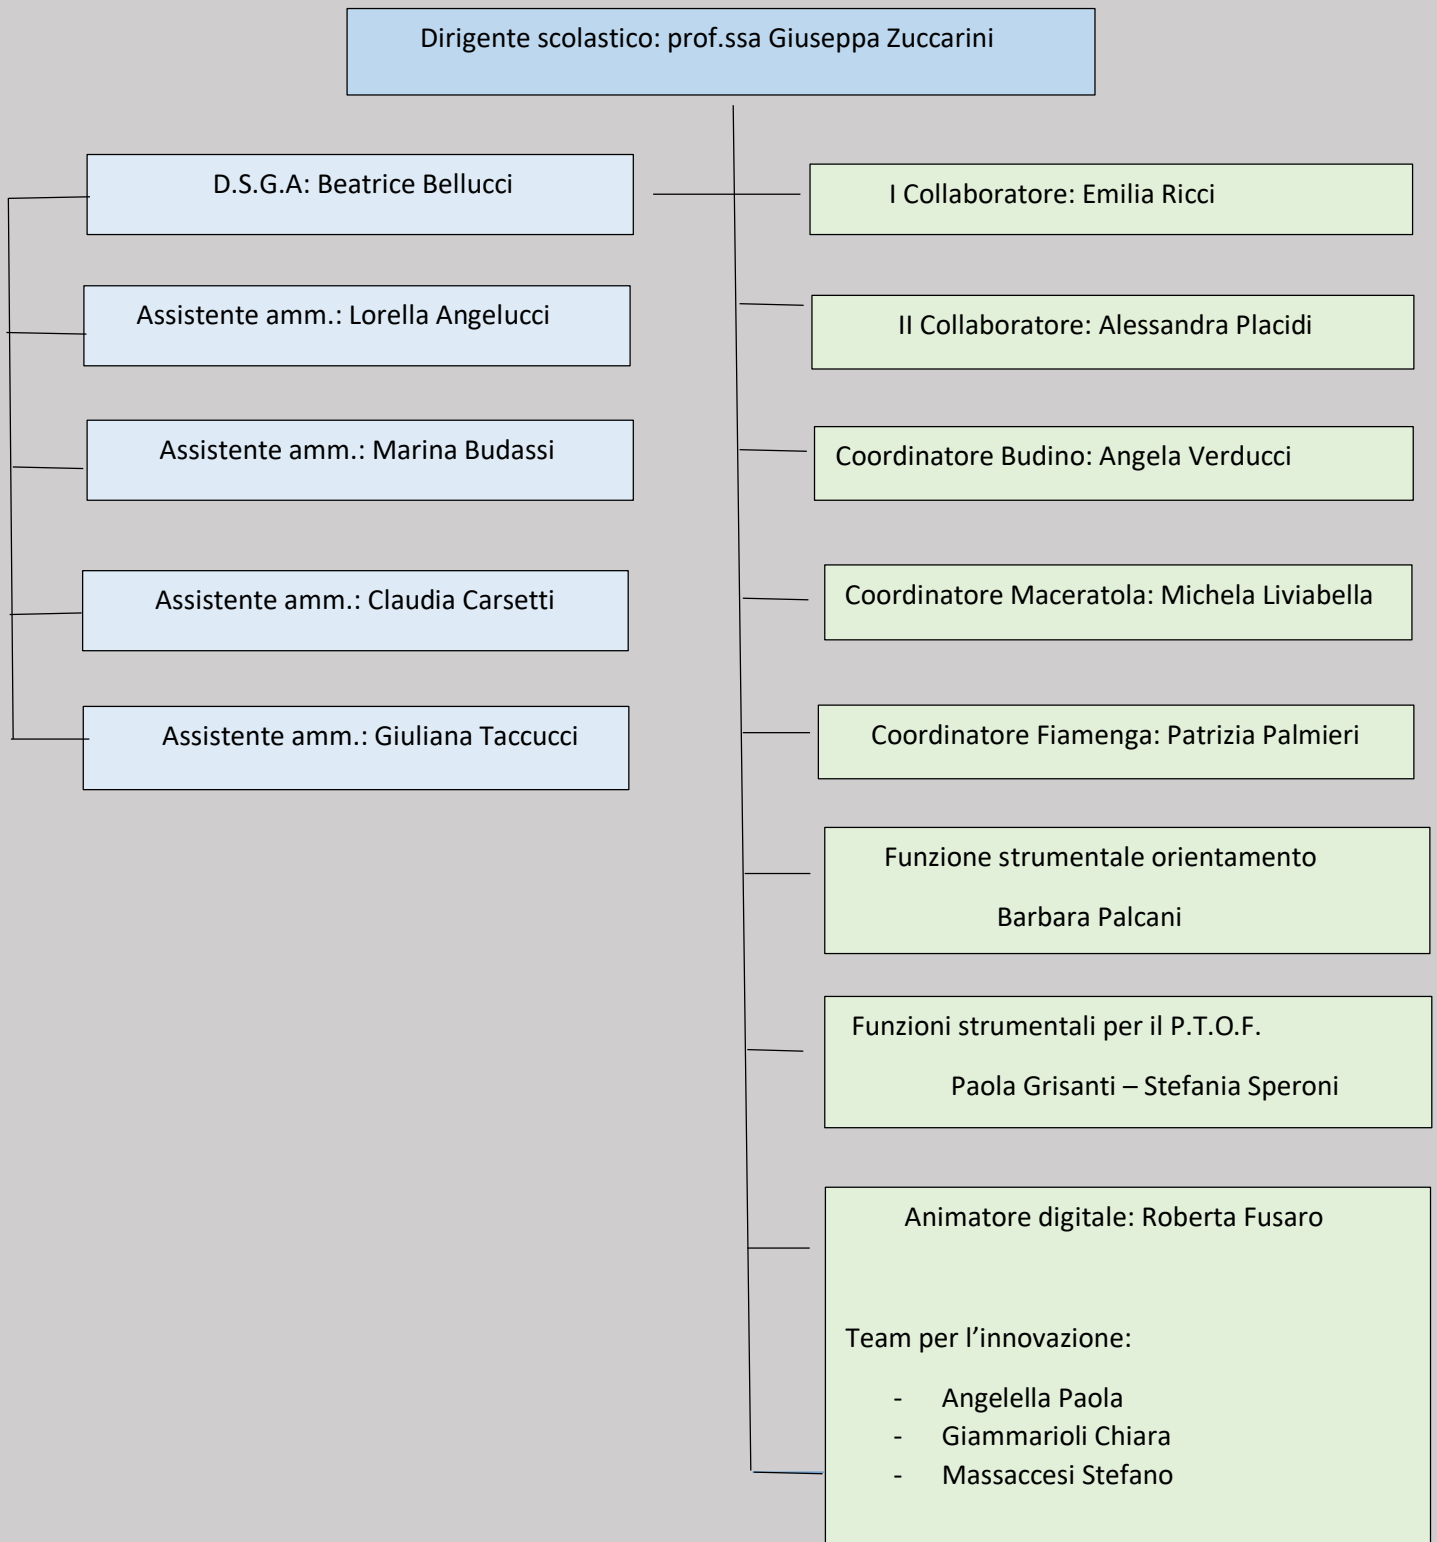 Dirigente scolastico: prof.ssa Giuseppa Zuccarini
D.S.G.A: Beatrice Bellucci
Assistente amm.: Lorella Angelucci
Assistente amm.: Marina Budassi
Assistente amm.: Claudia Carsetti
Assistente amm.: Giuliana Taccucci
I Collaboratore: Emilia Ricci
II Collaboratore: Alessandra Placidi
Coordinatore Budino: Angela Verducci
Coordinatore Maceratola: Michela Liviabella
Coordinatore Fiamenga: Patrizia Palmieri
Funzione strumentale orientamento
Barbara Palcani
Funzioni strumentali per il P.T.O.F.
Paola Grisanti – Stefania Speroni
Animatore digitale: Roberta Fusaro
Team per l’innovazione:
- Angelella Paola
- Giammarioli Chiara
- Massaccesi Stefano